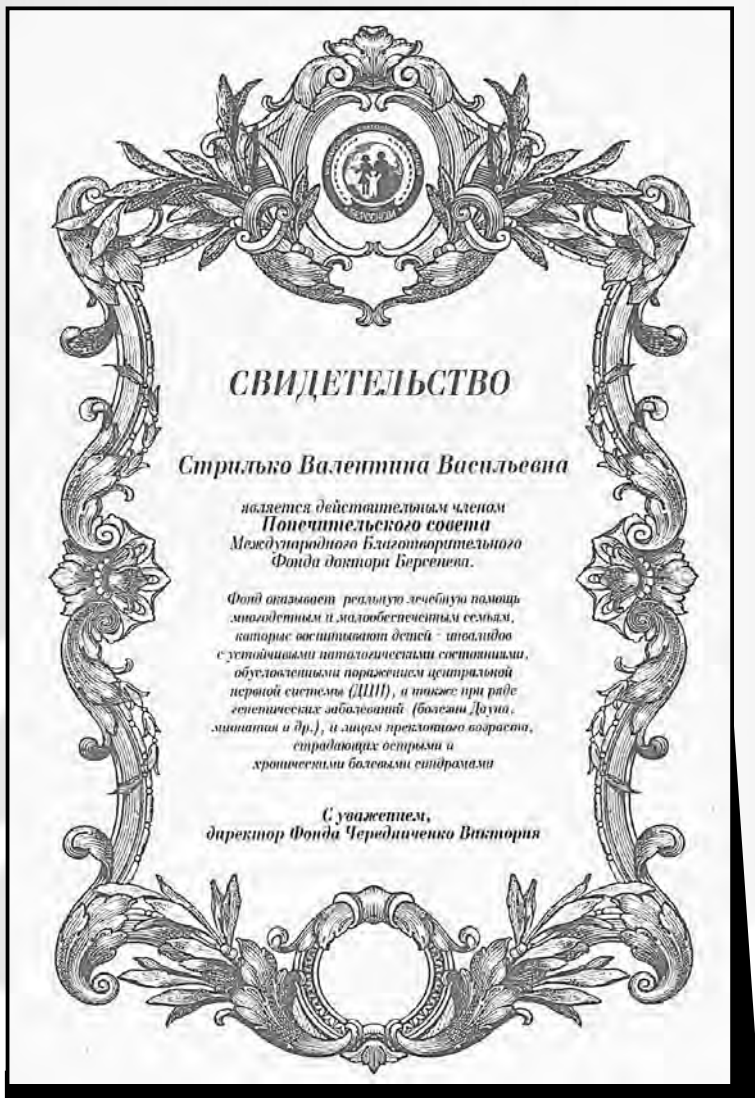 СВИДЕТЕЛЬСТВО
Стрилько Валентина Васильевна
является действительным членом
Попечительского совета
Международного Благотворительного
Фонда доктора Берсенева.
Фонд оказывает реальную лечебную помощь
многодетным и малообеспеченным семьям,
которые воспитывают детей - инвалидов
с устойчивыми патологическими состояниями,
обусловленными поражением центральной
нервной системы (ДЦП), а также при ряде
генетических заболеваний (болезни Дауна,
миопатия и др.), и лицам преклонного возраста,
страдающих острыми и
хроническими болевыми синдромами
С уважением,
директор Фонда Чередниченко Виктория